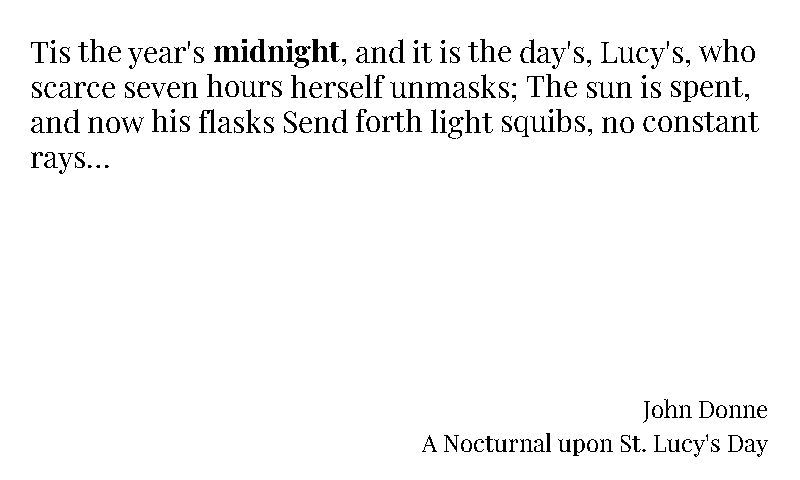 Tis the year's midnight, and it is the day's, Lucy's, who
scarce seven hours herself unmasks; The sun is spent,
and now his flasks Send forth light squibs, no constant
rays...
John Donne
A Nocturnal upon St. Lucy's Day